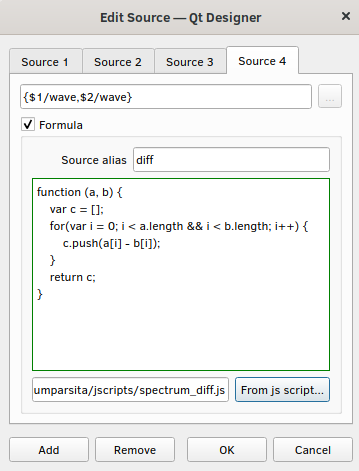 Edit Source — Qt Designer
Source 1 Source 2 Source 3 Source 4
{$1/wave,$2/wave} ...
Formula
Source alias diff
function (a, b) {
    var c = [];
    for(var i = 0; i < a.length && i < b.length; i++) {
        c.push(a[i] - b[i]);
    }
    return c;
}
umparsita/jscripts/spectrum_diff.js From js script...
Add Remove OK Cancel